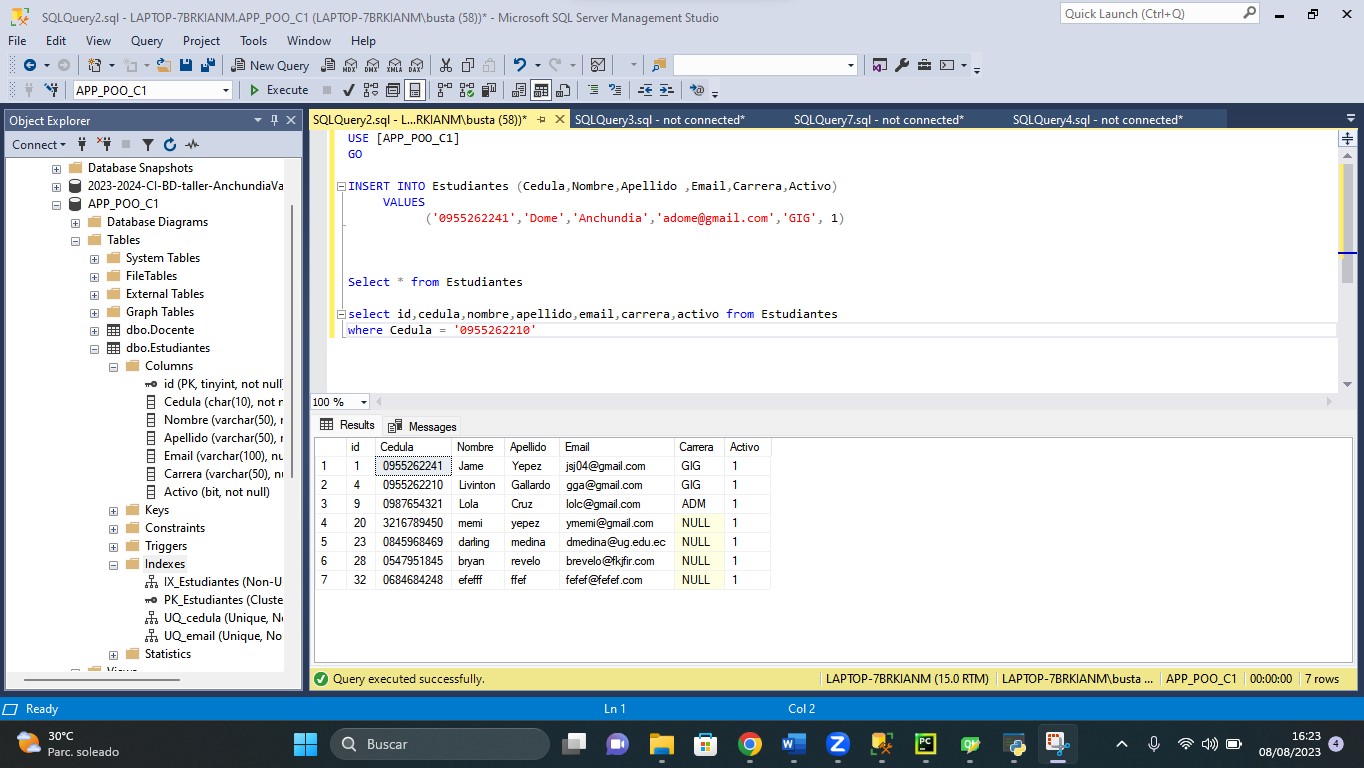 SQLQuery2.sql - LAPTOP-7BRKIANM.APP_POO_C1 (LAPTOP-7BRKIANM\busta (58))* - Microsoft SQL Server Management Studio
Quick Launch (Ctrl+Q)
File Edit View Query Project Tools Window Help
New Query MDX DMX XMLA DAX
APP_POO_C1 Execute
Object Explorer
Connect
Database Snapshots
2023-2024-CI-BD-taller-AnchundiaVa
APP_POO_C1
Database Diagrams
Tables
System Tables
FileTables
External Tables
Graph Tables
dbo.Docente
dbo.Estudiantes
Columns
id (PK, tinyint, not null)
Cedula (char(10), not n
Nombre (varchar(50), n
Apellido (varchar(50), n
Email (varchar(100), nu
Carrera (varchar(50), nu
Activo (bit, not null)
Keys
Constraints
Triggers
Indexes
IX_Estudiantes (Non-U
PK_Estudiantes (Cluste
UQ_cedula (Unique, No
UQ_email (Unique, No
Statistics
SQLQuery2.sql - L...RKIANM\busta (58))* SQLQuery3.sql - not connected* SQLQuery7.sql - not connected* SQLQuery4.sql - not connected*
USE [APP_POO_C1]
GO
INSERT INTO Estudiantes (Cedula,Nombre,Apellido ,Email,Carrera,Activo)
VALUES
('0955262241','Dome','Anchundia','adome@gmail.com','GIG', 1)
Select * from Estudiantes
select id,cedula,nombre,apellido,email,carrera,activo from Estudiantes
where Cedula = '0955262210'
100 %
Results Messages
id Cedula Nombre Apellido Email Carrera Activo
1 1 0955262241 Jame Yepez jsj04@gmail.com GIG 1
2 4 0955262210 Livinton Gallardo gga@gmail.com GIG 1
3 9 0987654321 Lola Cruz lolc@gmail.com ADM 1
4 20 3216789450 memi yepez ymemi@gmail.com NULL 1
5 23 0845968469 darling medina dmedina@ug.edu.ec NULL 1
6 28 0547951845 bryan revelo brevelo@fkjfir.com NULL 1
7 32 0684684248 efefff ffef fefef@fefef.com NULL 1
Query executed successfully. LAPTOP-7BRKIANM (15.0 RTM) LAPTOP-7BRKIANM\busta ... APP_POO_C1 00:00:00 7 rows
Ready Ln 1 Col 2
30°C
Parc. soleado
Buscar
16:23
08/08/2023
4